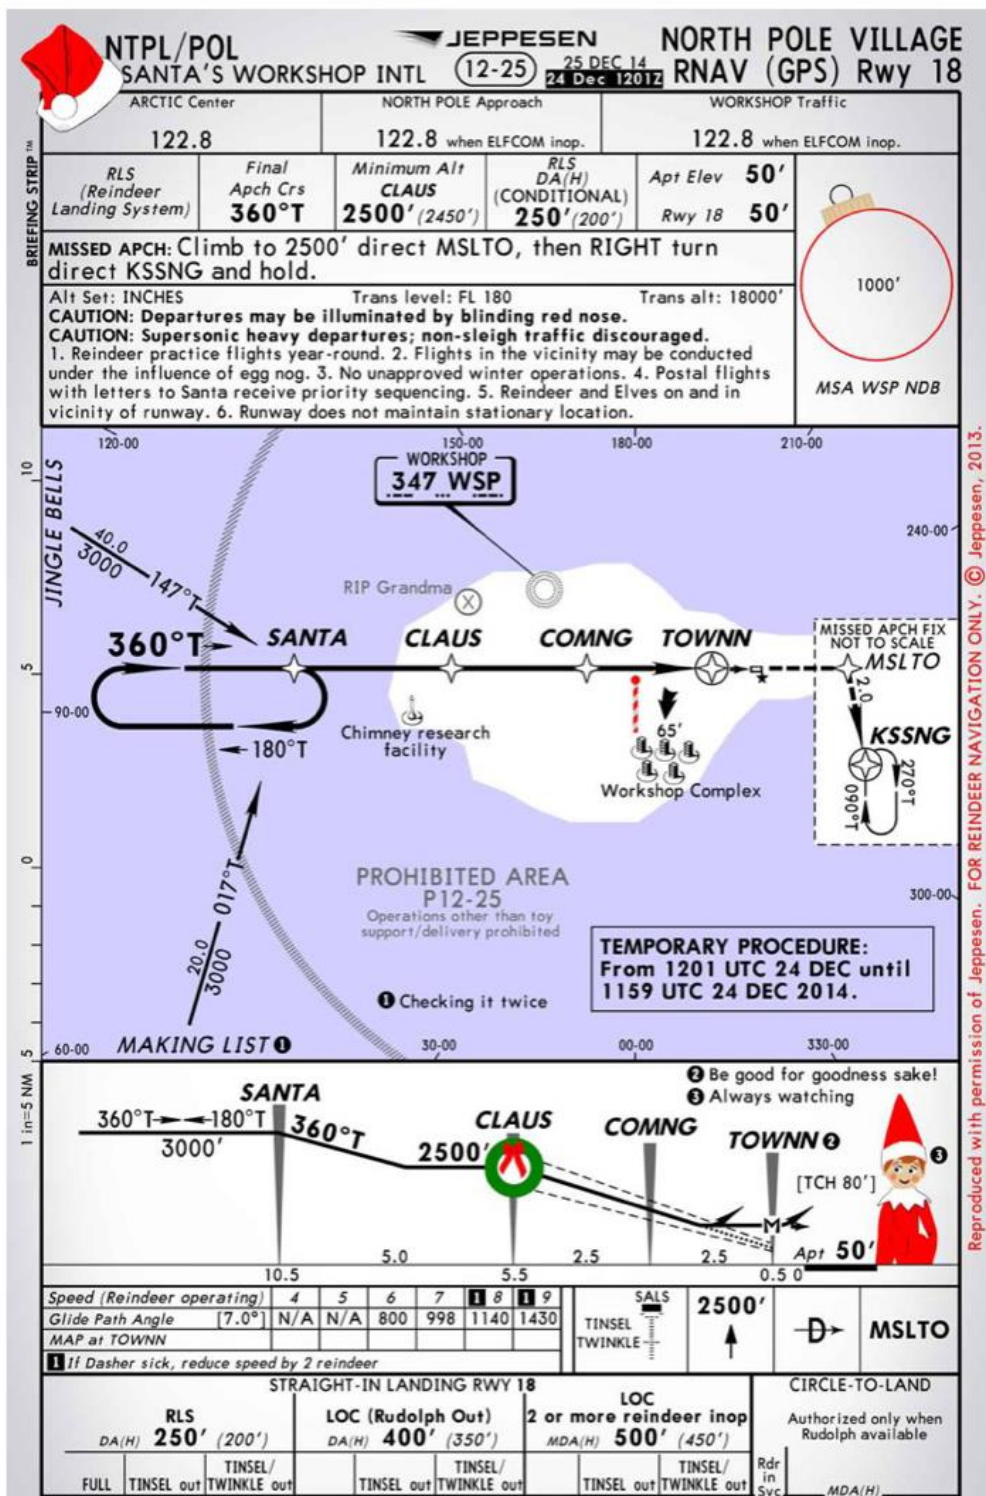 NTPL/POL
SANTA'S WORKSHOP INTL
JEPPESEN
12-25
25 DEC 14
24 Dec 1201Z
NORTH POLE VILLAGE
RNAV (GPS) Rwy 18
BRIEFING STRIP™
ARCTIC Center
122.8
NORTH POLE Approach
122.8 when ELFCOM inop.
WORKSHOP Traffic
122.8 when ELFCOM inop.
RLS
(Reindeer
Landing System)
Final
Apch Crs
360°T
Minimum Alt
CLAUS
2500' (2450')
RLS
DA(H)
(CONDITIONAL)
250' (200')
Apt Elev 50'
Rwy 18 50'
MISSED APCH: Climb to 2500' direct MSLTO, then RIGHT turn
direct KSSNG and hold.
Alt Set: INCHES Trans level: FL 180 Trans alt: 18000'
CAUTION: Departures may be illuminated by blinding red nose.
CAUTION: Supersonic heavy departures; non-sleigh traffic discouraged.
1. Reindeer practice flights year-round. 2. Flights in the vicinity may be conducted
under the influence of egg nog. 3. No unapproved winter operations. 4. Postal flights
with letters to Santa receive priority sequencing. 5. Reindeer and Elves on and in
vicinity of runway. 6. Runway does not maintain stationary location.
1000'
MSA WSP NDB
120-00
150-00
180-00
210-00
10
JINGLE BELLS
WORKSHOP
347 WSP
240-00
40.0
3000
147°T
RIP Grandma
X
360°T
SANTA
CLAUS
COMNG
TOWNN
MISSED APCH FIX
NOT TO SCALE
MSLTO
2.0
5
90-00
180°T
Chimney research
facility
65'
Workshop Complex
KSSNG
270°T
090°T
0
017°T
20.0
3000
PROHIBITED AREA
P12-25
Operations other than toy
support/delivery prohibited
300-00
TEMPORARY PROCEDURE:
From 1201 UTC 24 DEC until
1159 UTC 24 DEC 2014.
1 Checking it twice
MAKING LIST 1
5
60-00
30-00
00-00
330-00
1 in=5 NM
Reproduced with permission of Jeppesen. FOR REINDEER NAVIGATION ONLY. © Jeppesen, 2013.
2 Be good for goodness sake!
3 Always watching
SANTA
360°T 180°T
3000'
360°T
CLAUS
2500'
COMNG
TOWNN 2
3
[TCH 80']
M
Apt 50'
5.0
2.5
2.5
10.5
5.5
0.5 0
Speed (Reindeer operating) 4 5 6 7 1 8 1 9
Glide Path Angle [7.0°] N/A N/A 800 998 1140 1430
MAP at TOWNN
1 If Dasher sick, reduce speed by 2 reindeer
SALS
TINSEL
TWINKLE
2500'
D
MSLTO
STRAIGHT-IN LANDING RWY 18
RLS
DA(H) 250' (200')
LOC (Rudolph Out)
DA(H) 400' (350')
LOC
2 or more reindeer inop
MDA(H) 500' (450')
CIRCLE-TO-LAND
Authorized only when
Rudolph available
FULL
TINSEL out
TINSEL/
TWINKLE out
TINSEL out
TINSEL/
TWINKLE out
TINSEL out
TINSEL/
TWINKLE out
Rdr
in
Svc
MDA(H)